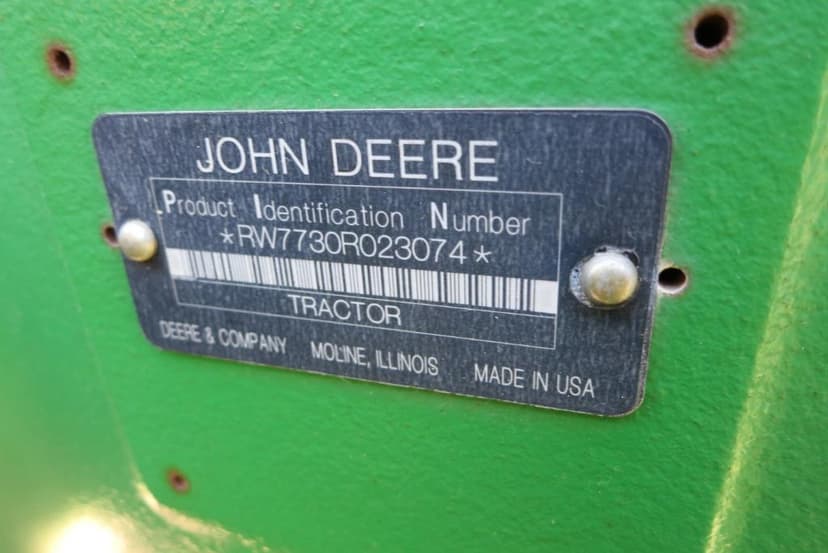 JOHN DEERE
Product Identification Number
*RW7730R023074*
TRACTOR
DEERE & COMPANY MOLINE, ILLINOIS MADE IN USA